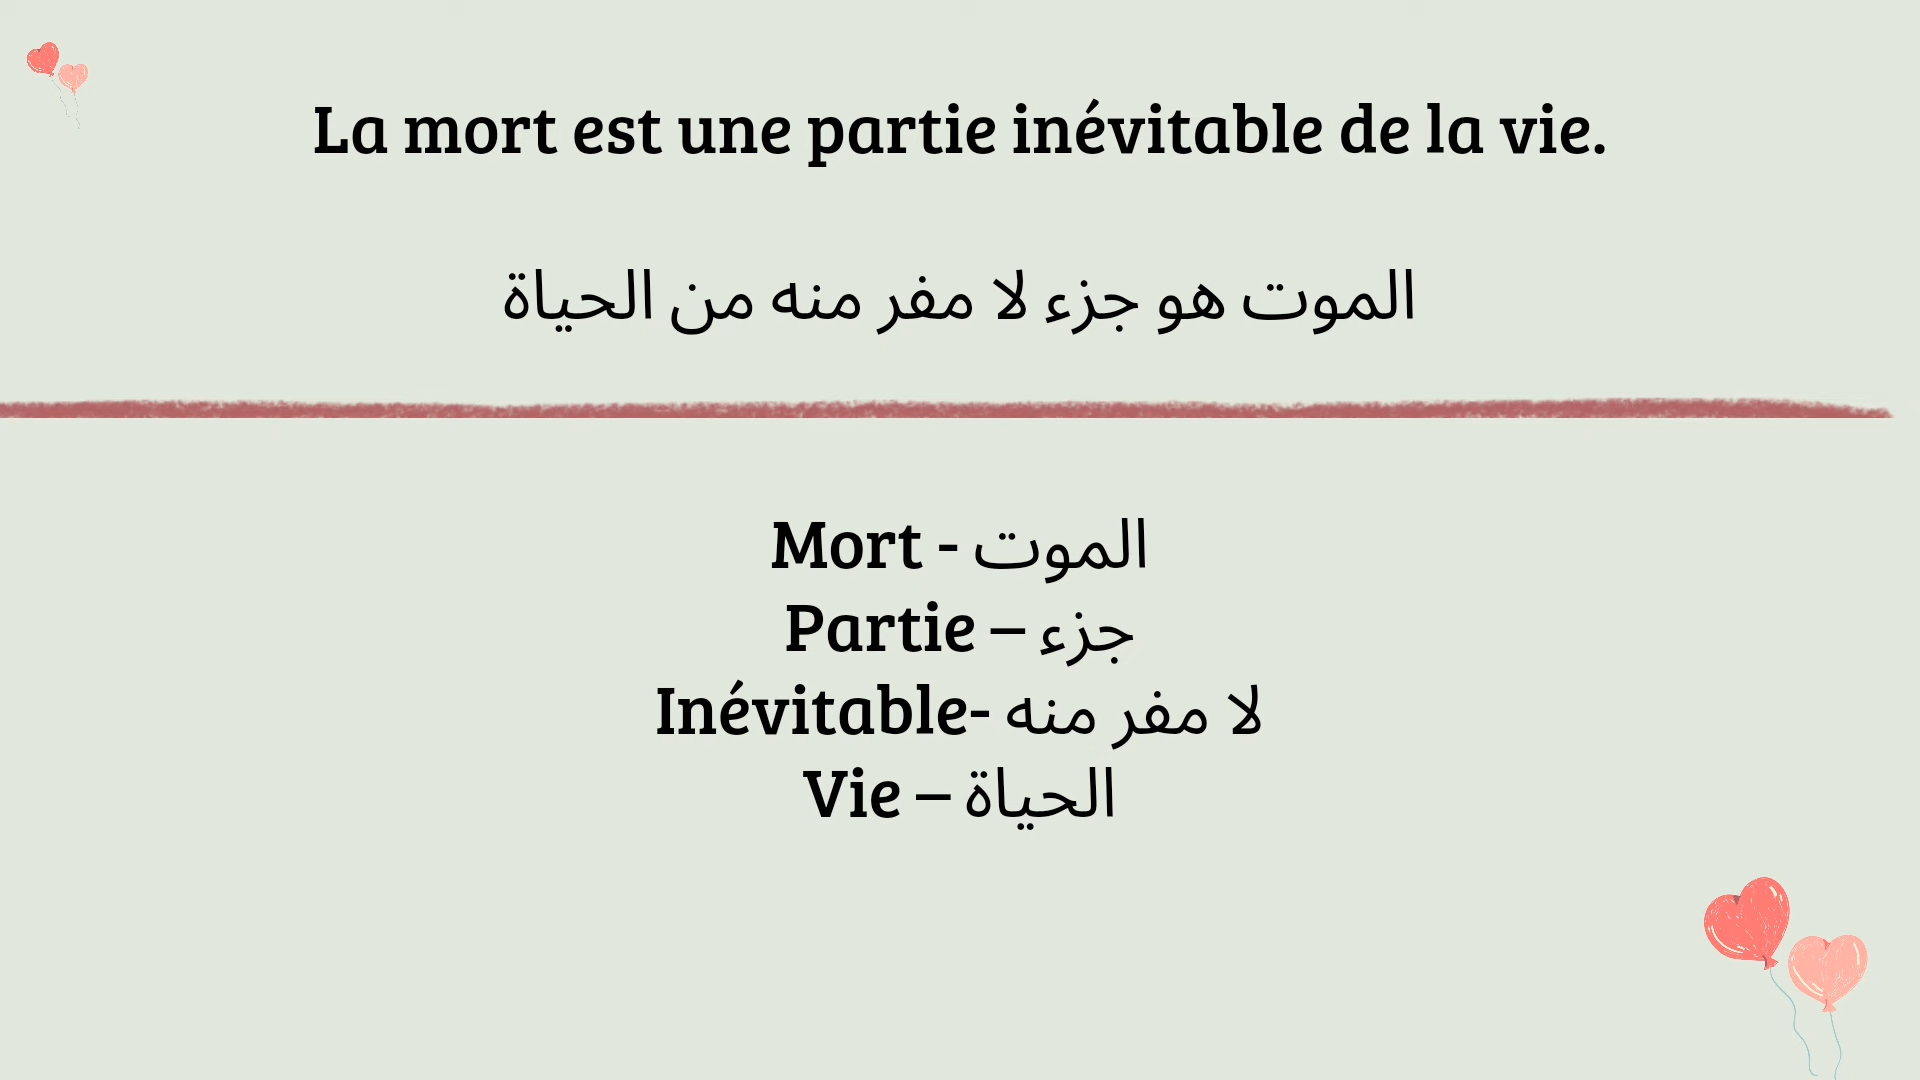 La mort est une partie inévitable de la vie.
الموت هو جزء لا مفر منه من الحياة
Mort - الموت
Partie – جزء
Inévitable- لا مفر منه
Vie – الحياة